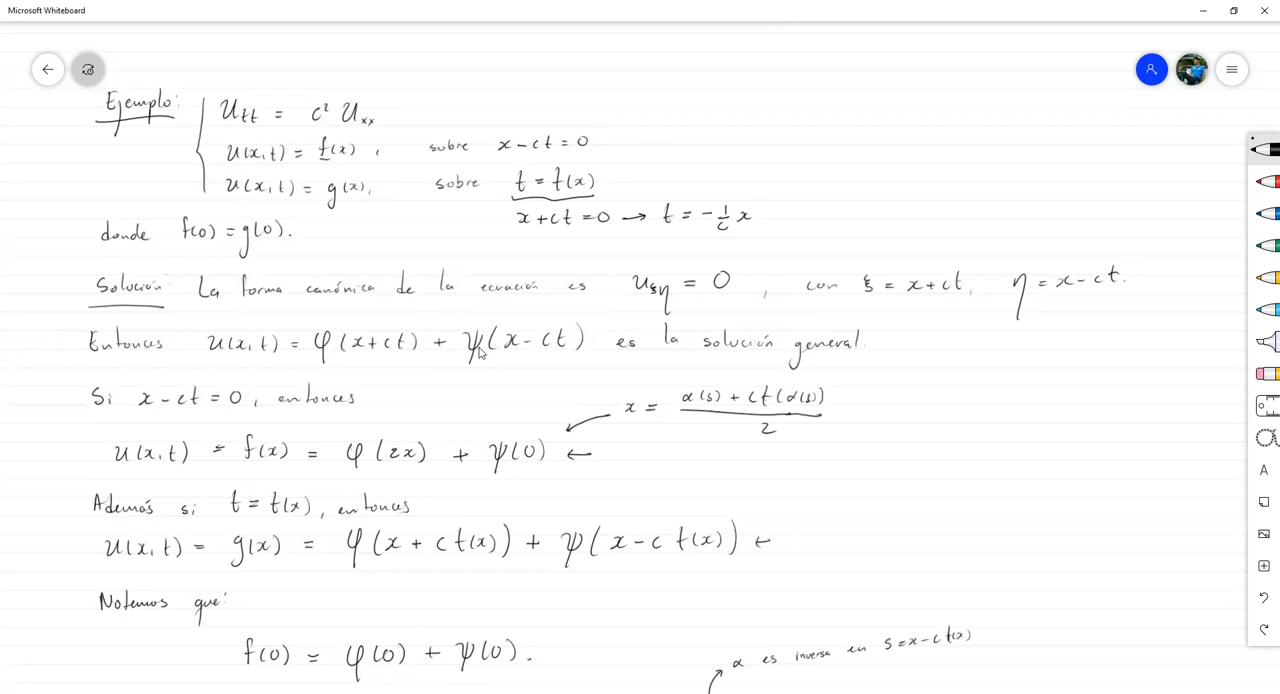 Microsoft Whiteboard
Ejemplo: { U_tt = c² U_xx
u(x,t) = f(x), sobre x-ct=0
u(x,t) = g(x), sobre t = t(x)
x+ct=0 → t = -1/c x
donde f(0)=g(0).
Solución: La forma canónica de la ecuación es u_ξη = 0, con ξ = x+ct, η = x-ct.
Entonces u(x,t) = φ(x+ct) + ψ(x-ct) es la solución general.
Si x-ct=0, entonces
x = (α(s) + ct(α(s)))/2
u(x,t) = f(x) = φ(2x) + ψ(0) ←
Además si t=t(x), entonces
u(x,t) = g(x) = φ(x+ct(x)) + ψ(x-ct(x)) ←
Notemos que:
f(0) = φ(0) + ψ(0).
α es inversa en s=x-ct(x)
A